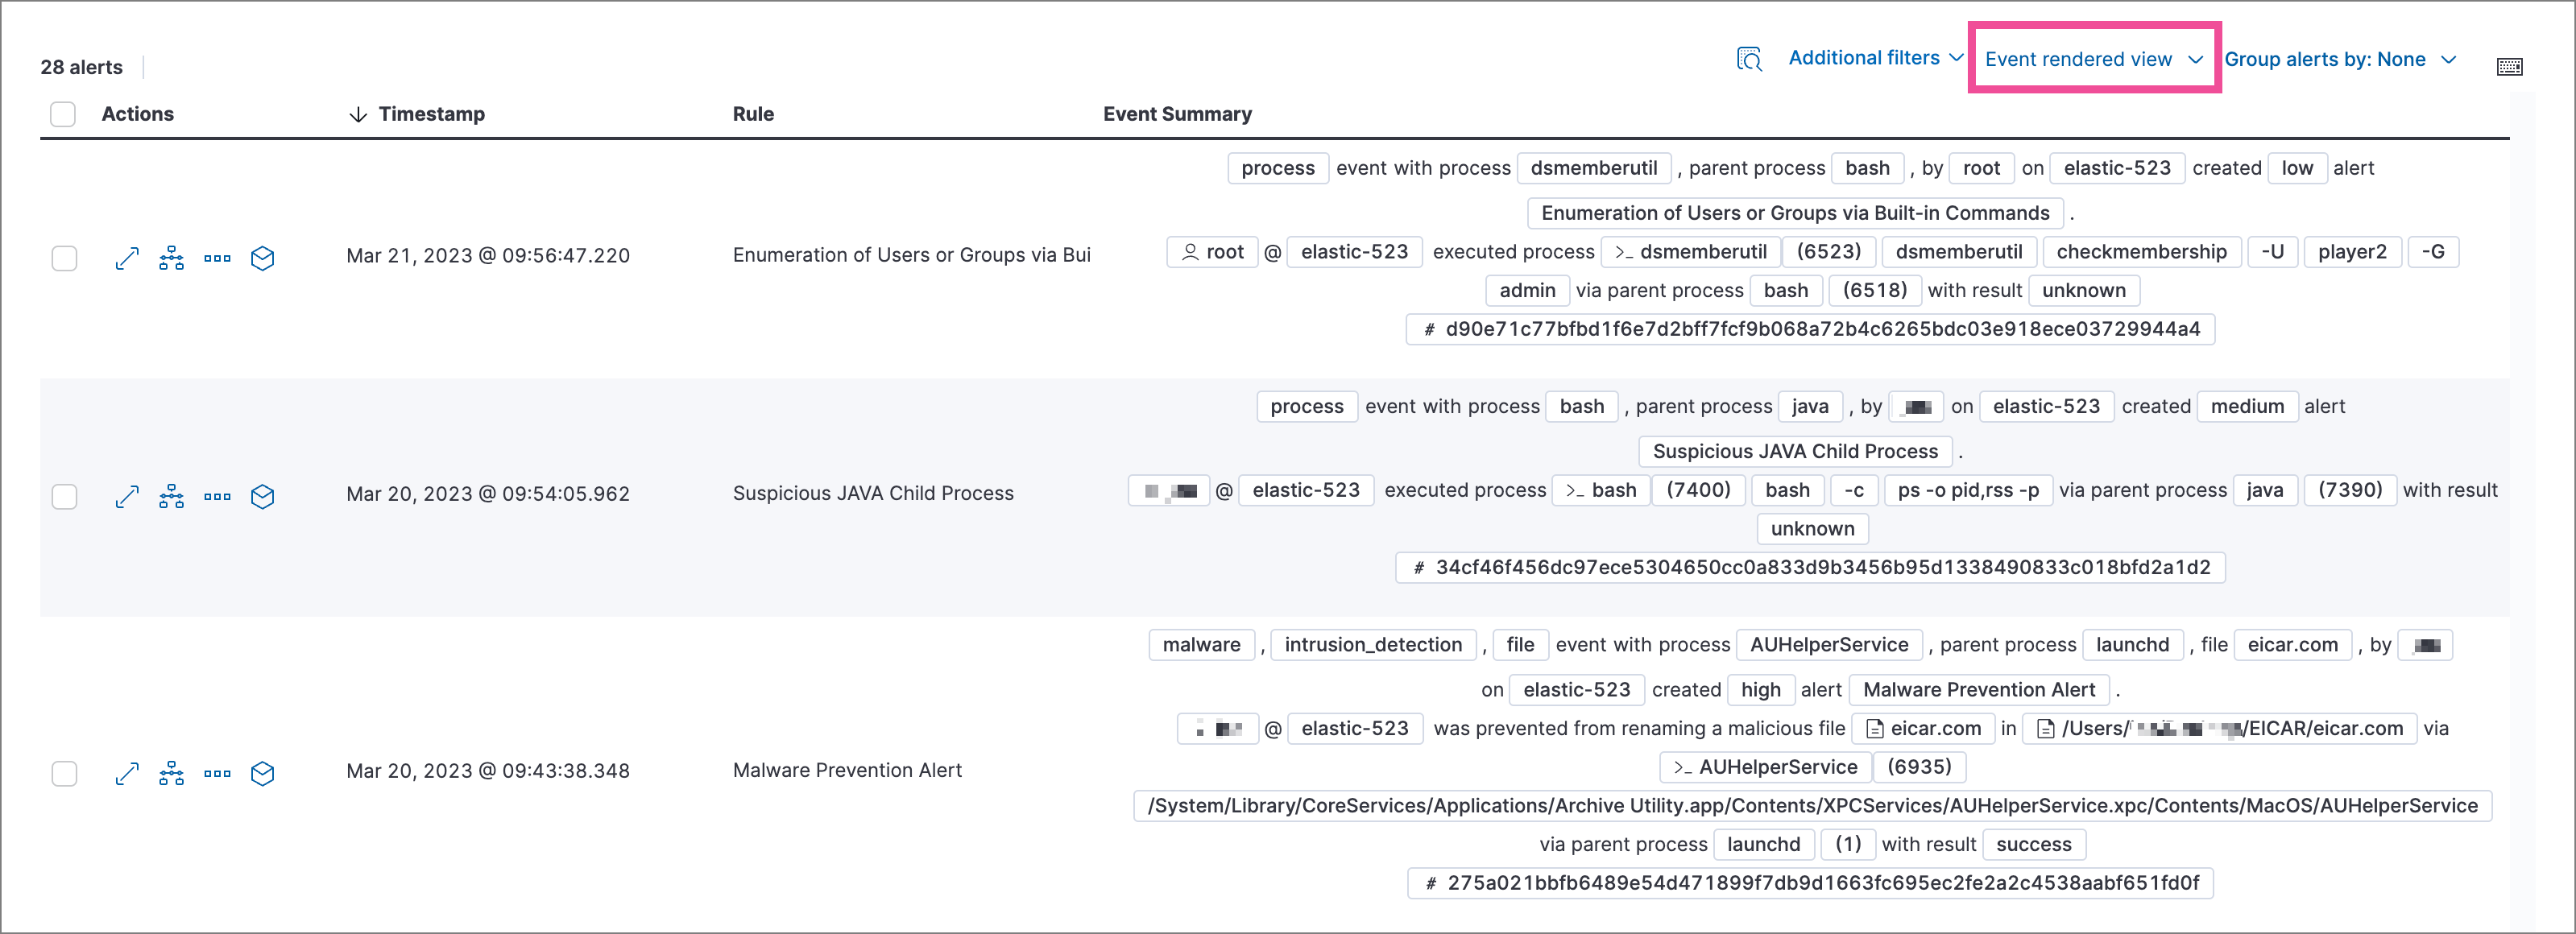 28 alerts
Additional filters Event rendered view Group alerts by: None
Actions Timestamp Rule Event Summary
process event with process dsmemberutil , parent process bash , by root on elastic-523 created low alert
Enumeration of Users or Groups via Built-in Commands .
Mar 21, 2023 @ 09:56:47.220 Enumeration of Users or Groups via Bui
root @ elastic-523 executed process >_ dsmemberutil (6523) dsmemberutil checkmembership -U player2 -G
admin via parent process bash (6518) with result unknown
# d90e71c77bfbd1f6e7d2bff7fcf9b068a72b4c6265bdc03e918ece03729944a4
process event with process bash , parent process java , by on elastic-523 created medium alert
Suspicious JAVA Child Process .
Mar 20, 2023 @ 09:54:05.962 Suspicious JAVA Child Process
@ elastic-523 executed process >_ bash (7400) bash -c ps -o pid,rss -p via parent process java (7390) with result
unknown
# 34cf46f456dc97ece5304650cc0a833d9b3456b95d1338490833c018bfd2a1d2
malware , intrusion_detection , file event with process AUHelperService , parent process launchd , file eicar.com , by
on elastic-523 created high alert Malware Prevention Alert .
@ elastic-523 was prevented from renaming a malicious file eicar.com in /Users/ /EICAR/eicar.com via
Mar 20, 2023 @ 09:43:38.348 Malware Prevention Alert
>_ AUHelperService (6935)
/System/Library/CoreServices/Applications/Archive Utility.app/Contents/XPCServices/AUHelperService.xpc/Contents/MacOS/AUHelperService
via parent process launchd (1) with result success
# 275a021bbfb6489e54d471899f7db9d1663fc695ec2fe2a2c4538aabf651fd0f